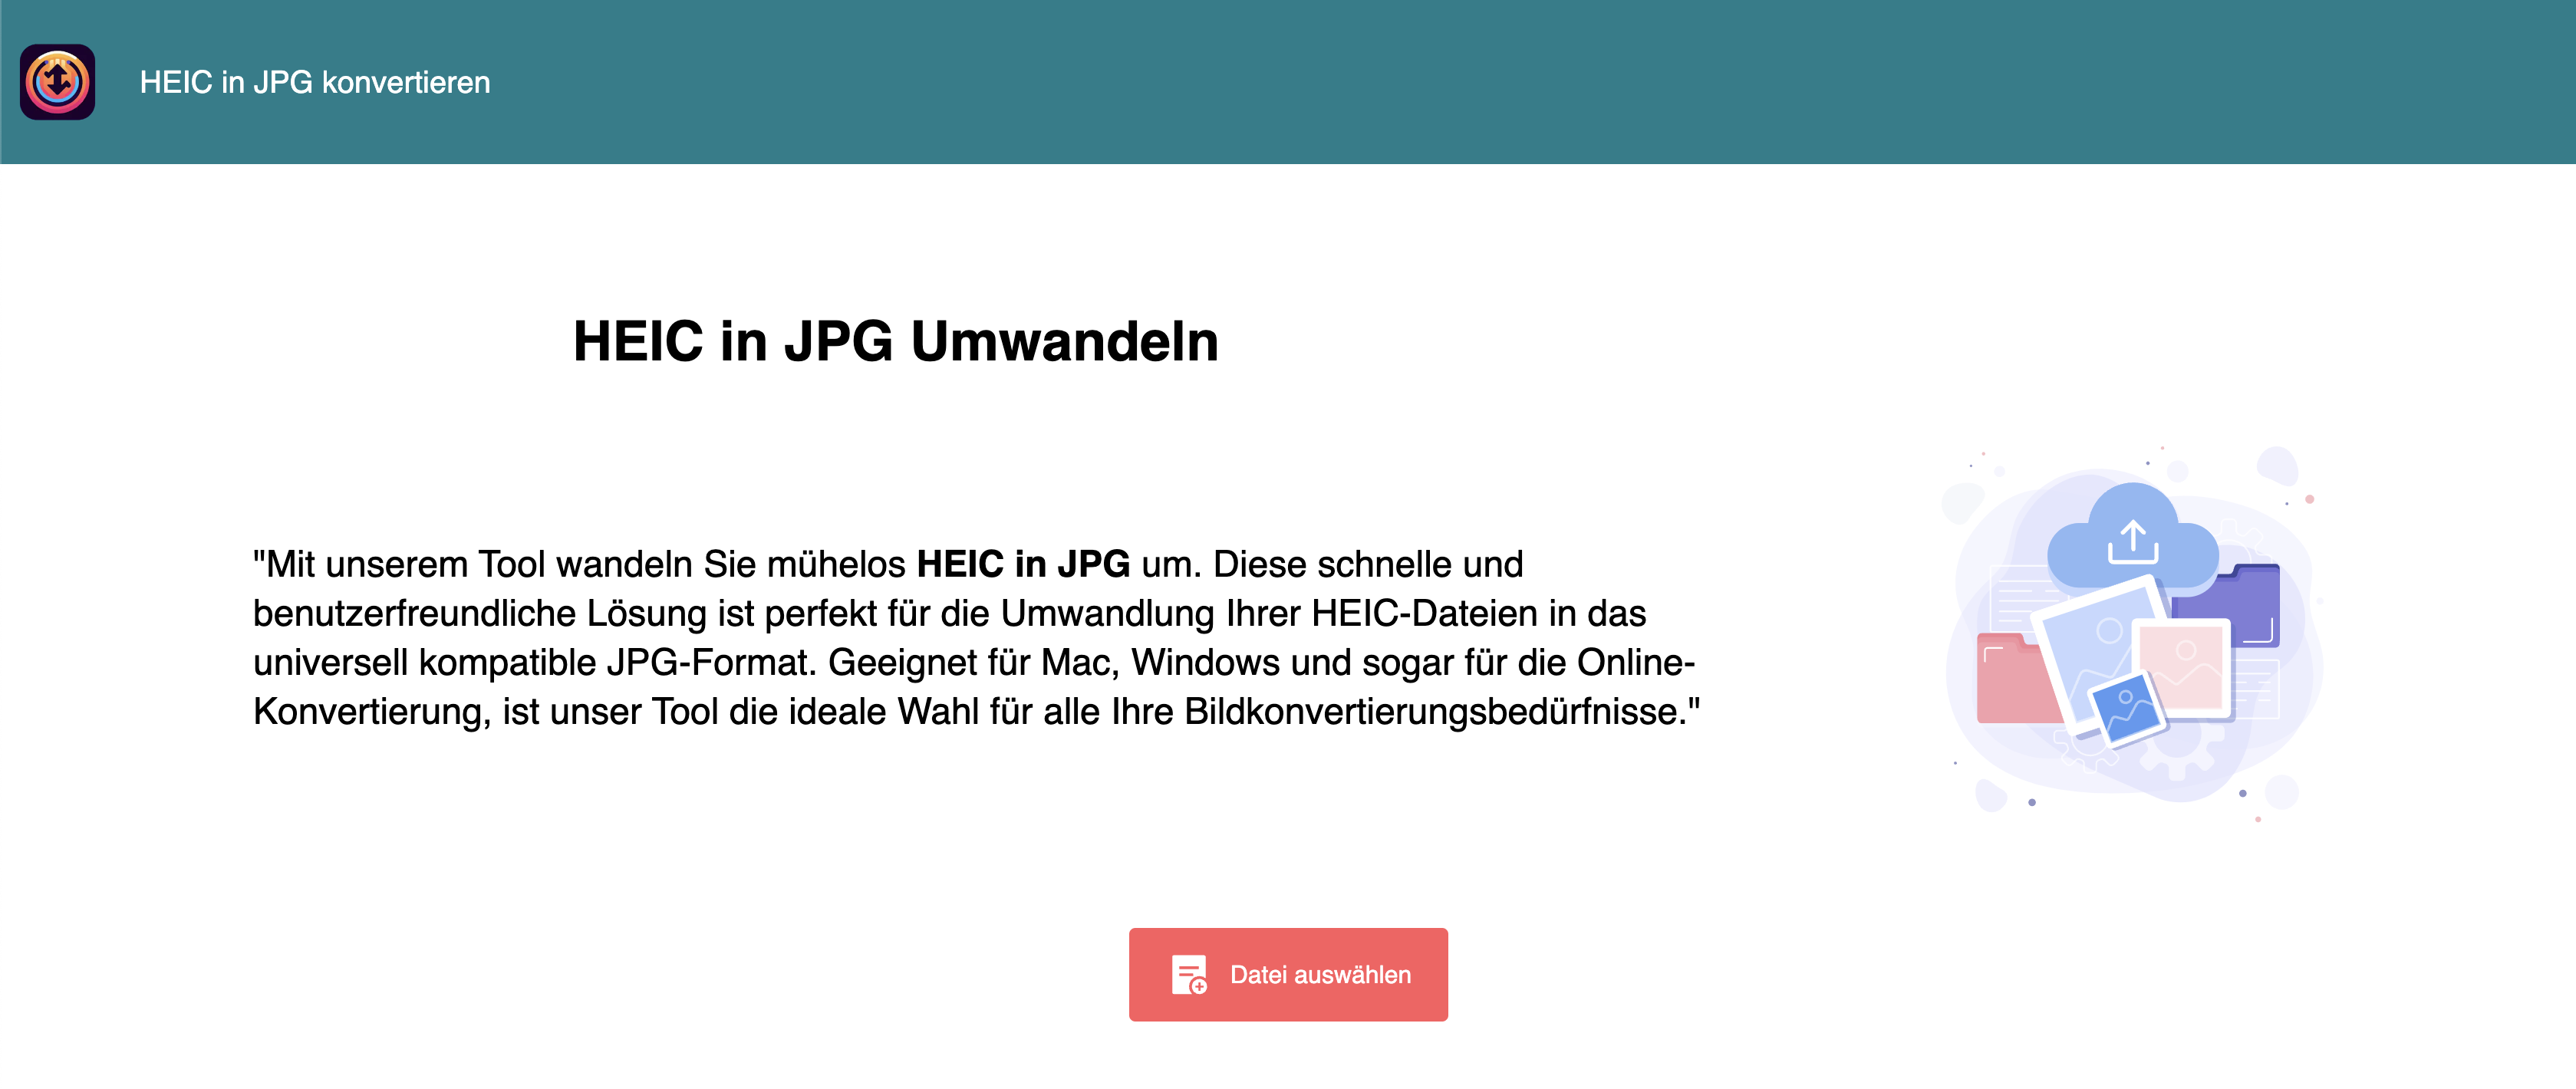 HEIC in JPG konvertieren
HEIC in JPG Umwandeln
"Mit unserem Tool wandeln Sie mühelos HEIC in JPG um. Diese schnelle und
benutzerfreundliche Lösung ist perfekt für die Umwandlung Ihrer HEIC-Dateien in das
universell kompatible JPG-Format. Geeignet für Mac, Windows und sogar für die Online-
Konvertierung, ist unser Tool die ideale Wahl für alle Ihre Bildkonvertierungsbedürfnisse."
Datei auswählen